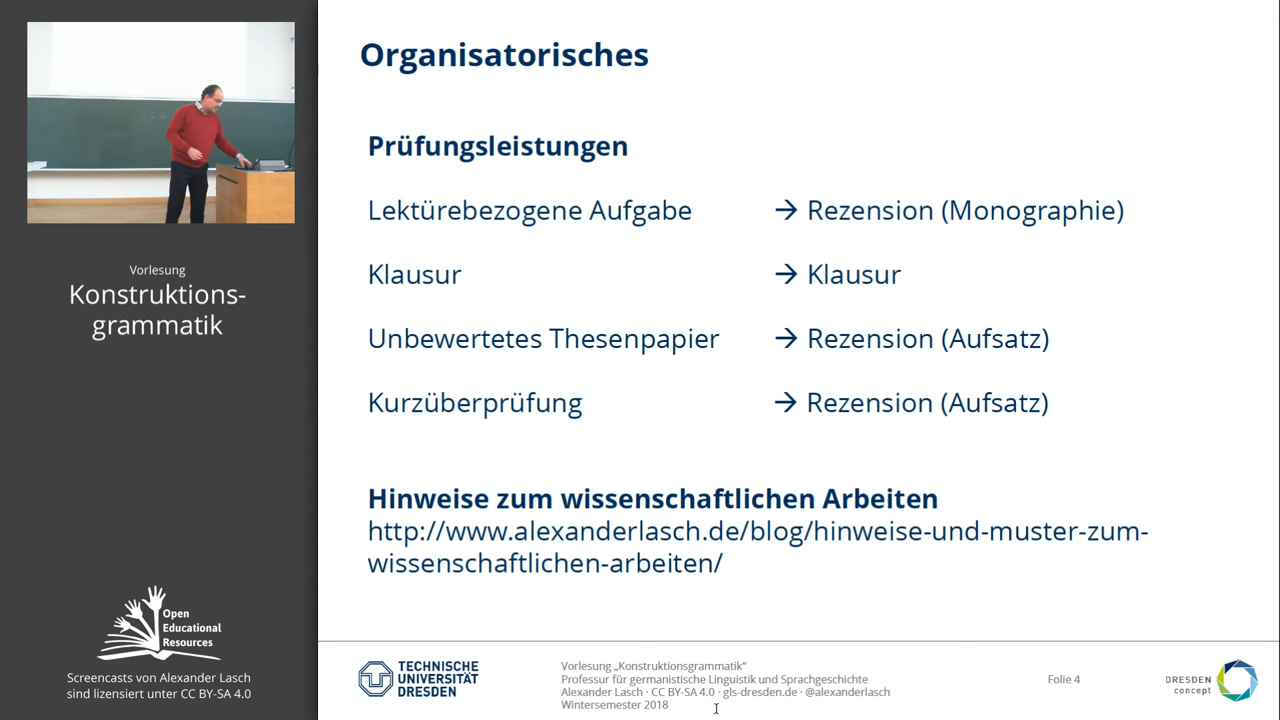 Organisatorisches
Prüfungsleistungen
Lektürebezogene Aufgabe → Rezension (Monographie)
Klausur → Klausur
Unbewertetes Thesenpapier → Rezension (Aufsatz)
Kurzüberprüfung → Rezension (Aufsatz)
Hinweise zum wissenschaftlichen Arbeiten
http://www.alexanderlasch.de/blog/hinweise-und-muster-zum-
wissenschaftlichen-arbeiten/
Vorlesung
Konstruktions-
grammatik
Open
Educational
Resources
Screencasts von Alexander Lasch
sind lizensiert unter CC BY-SA 4.0
TECHNISCHE
UNIVERSITÄT
DRESDEN
Vorlesung „Konstruktionsgrammatik“
Professur für germanistische Linguistik und Sprachgeschichte
Alexander Lasch · CC BY-SA 4.0 · gls-dresden.de · @alexanderlasch
Wintersemester 2018
Folie 4
DRESDEN
concept